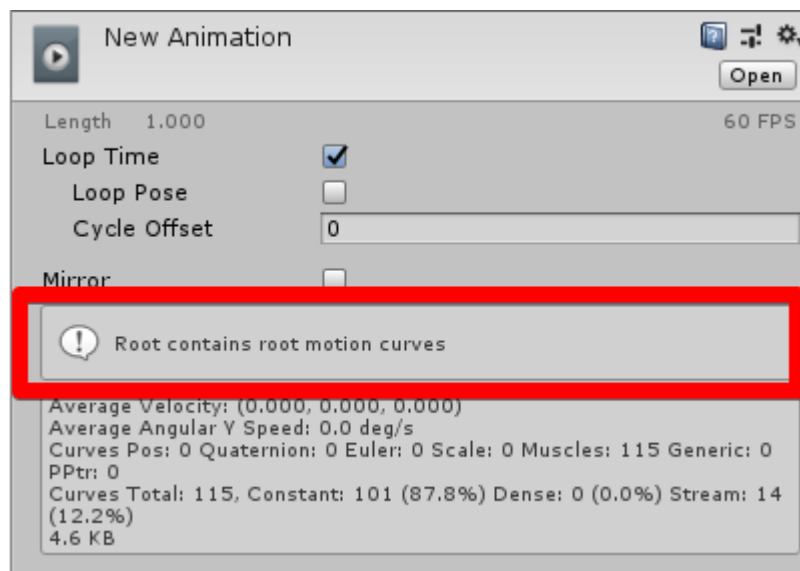 New Animation
Open
Length 1.000 60 FPS
Loop Time
Loop Pose
Cycle Offset 0
Mirror
Root contains root motion curves
Average Velocity: (0.000, 0.000, 0.000)
Average Angular Y Speed: 0.0 deg/s
Curves Pos: 0 Quaternion: 0 Euler: 0 Scale: 0 Muscles: 115 Generic: 0
PPtr: 0
Curves Total: 115, Constant: 101 (87.8%) Dense: 0 (0.0%) Stream: 14
(12.2%)
4.6 KB